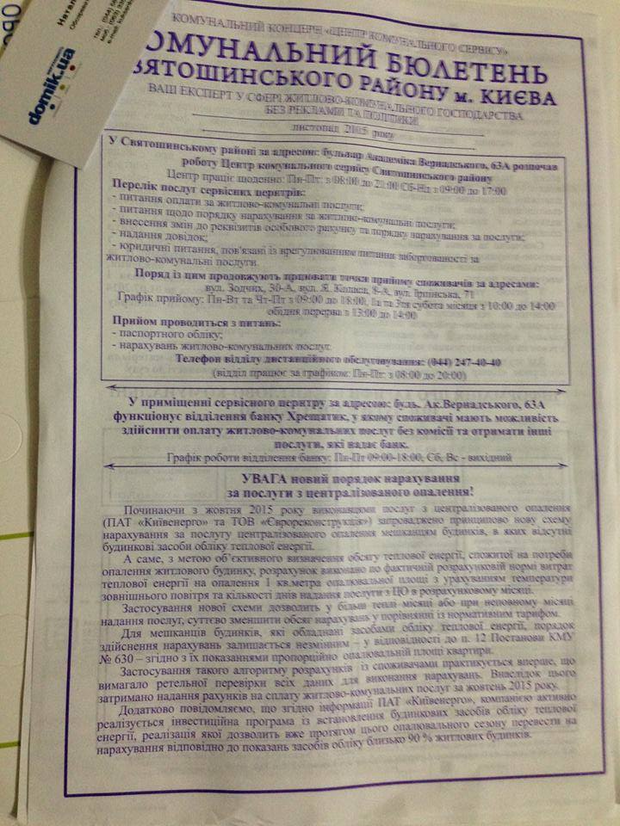 Натал
domik.ua
КОМУНАЛЬНИЙ КОНЦЕРН «ЦЕНТР КОМУНАЛЬНОГО СЕРВІСУ»
ОМУНАЛЬНИЙ БЮЛЕТЕНЬ
ВЯТОШИНСЬКОГО РАЙОНУ м. КИЄВА
ВАШ ЕКСПЕРТ У СФЕРІ ЖИТЛОВО-КОМУНАЛЬНОГО ГОСПОДАРСТВА
БЕЗ РЕКЛАМИ ТА ПОЛІТИКИ
листопад 2015 року
У Святошинському районі за адресою: бульвар Академіка Вернадського, 63А розпочав
роботу Центр комунального сервісу Святошинського району
Центр працює щоденно: Пн-Пт: з 08:00 до 20:00 Сб-Нд з 09:00 до 17:00
Перелік послуг сервісних центрів:
- питання оплати за житлово-комунальні послуги;
- питання щодо порядку нарахування за житлово-комунальні послуги;
- внесення змін до реквізитів особового рахунку та порядку нарахування за послуги;
- надання довідок;
- юридичні питання, пов'язані із врегулюванням питання заборгованості за
житлово-комунальні послуги.
Поряд із цим продовжують працювати точки прийому споживачів за адресами:
вул. Зодчих, 30-А, вул. Я. Коласа, 8-А, вул. Ірпінська, 71
Графік прийому: Пн-Вт та Чт-Пт з 09:00 до 18:00, 1а та 3тя субота місяця з 10:00 до 14:00
обідня перерва з 13:00 до 14:00
Прийом проводиться з питань:
- паспортного обліку;
- нарахувань житлово-комунальних послуг.
Телефон відділу дистанційного обслуговування: (044) 247-40-40
(відділ працює за графіком: Пн-Пт: з 08:00 до 20:00)
У приміщенні сервісного центру за адресою: буль. Ак.Вернадського, 63А
функціонує відділення банку Хрещатик, у якому споживачі мають можливість
здійснити оплату житлово-комунальних послуг без комісії та отримати інші
послуги, які надає банк.
Графік роботи відділення банку: Пн-Пт 09:00-18:00, Сб, Вс - вихідний
УВАГА новий порядок нарахування
за послуги з централізованого опалення!
Починаючи з жовтня 2015 року виконавцями послуг з централізованого опалення
(ПАТ «Київенерго» та ТОВ «Єврореконструкція») запроваджено принципово нову схему
нарахування за послугу централізованого опалення мешканцям будинків, в яких відсутні
будинкові засоби обліку теплової енергії.
А саме, з метою об'єктивного визначення обсягу теплової енергії, спожитої на потреби
опалення житлового будинку, розрахунок виконано по фактичній розрахунковій нормі витрат
теплової енергії на опалення 1 кв.метра опалювальної площі з урахуванням температури
зовнішнього повітря та кількості днів надання послуги з ЦО в розрахунковому місяці.
Застосування нової схеми дозволить у більш теплі місяці або при неповному місяці
надання послуг, суттєво зменшити обсяг нарахувань у порівнянні із нормативним тарифом.
Для мешканців будинків, які обладнані засобами обліку теплової енергії, порядок
здійснення нарахувань залишається незмінним – у відповідності до п. 12 Постанови КМУ
№ 630 – згідно з їх показаннями пропорційно опалювальній площі квартири.
Застосування такого алгоритму розрахунків із споживачами практикується вперше, що
вимагало ретельної перевірки всіх даних для виконання нарахувань. Внаслідок цього
затримано надання рахунків на сплату житлово-комунальних послуг за жовтень 2015 року.
Додатково повідомляємо, що згідно інформації ПАТ «Київенерго», компанією активно
реалізується інвестиційна програма із встановлення будинкових засобів обліку теплової
енергії, реалізація якої дозволить вже протягом цього опалювального сезону перевести на
нарахування відповідно до показань засобів обліку близько 90 % житлових будинків.